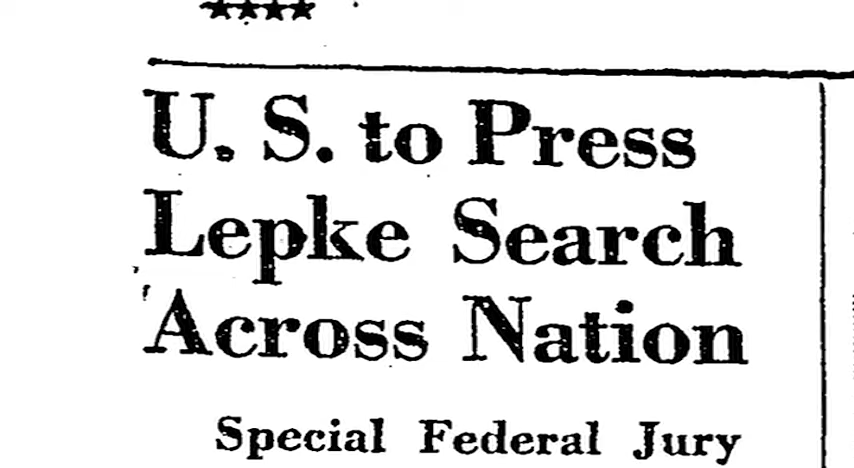 U. S. to Press
Lepke Search
Across Nation
Special Federal Jury